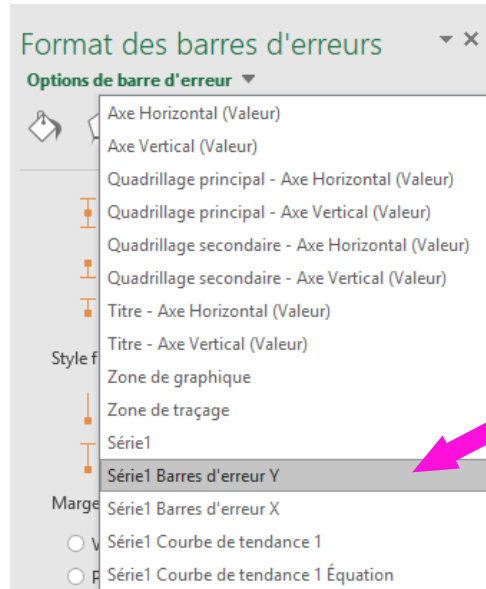 Format des barres d'erreurs
Options de barre d'erreur
Axe Horizontal (Valeur)
Axe Vertical (Valeur)
Quadrillage principal - Axe Horizontal (Valeur)
Quadrillage principal - Axe Vertical (Valeur)
Quadrillage secondaire - Axe Horizontal (Valeur)
Quadrillage secondaire - Axe Vertical (Valeur)
Titre - Axe Horizontal (Valeur)
Titre - Axe Vertical (Valeur)
Style f
Zone de graphique
Zone de traçage
Série1
Série1 Barres d'erreur Y
Marge
Série1 Barres d'erreur X
Série1 Courbe de tendance 1
Série1 Courbe de tendance 1 Équation